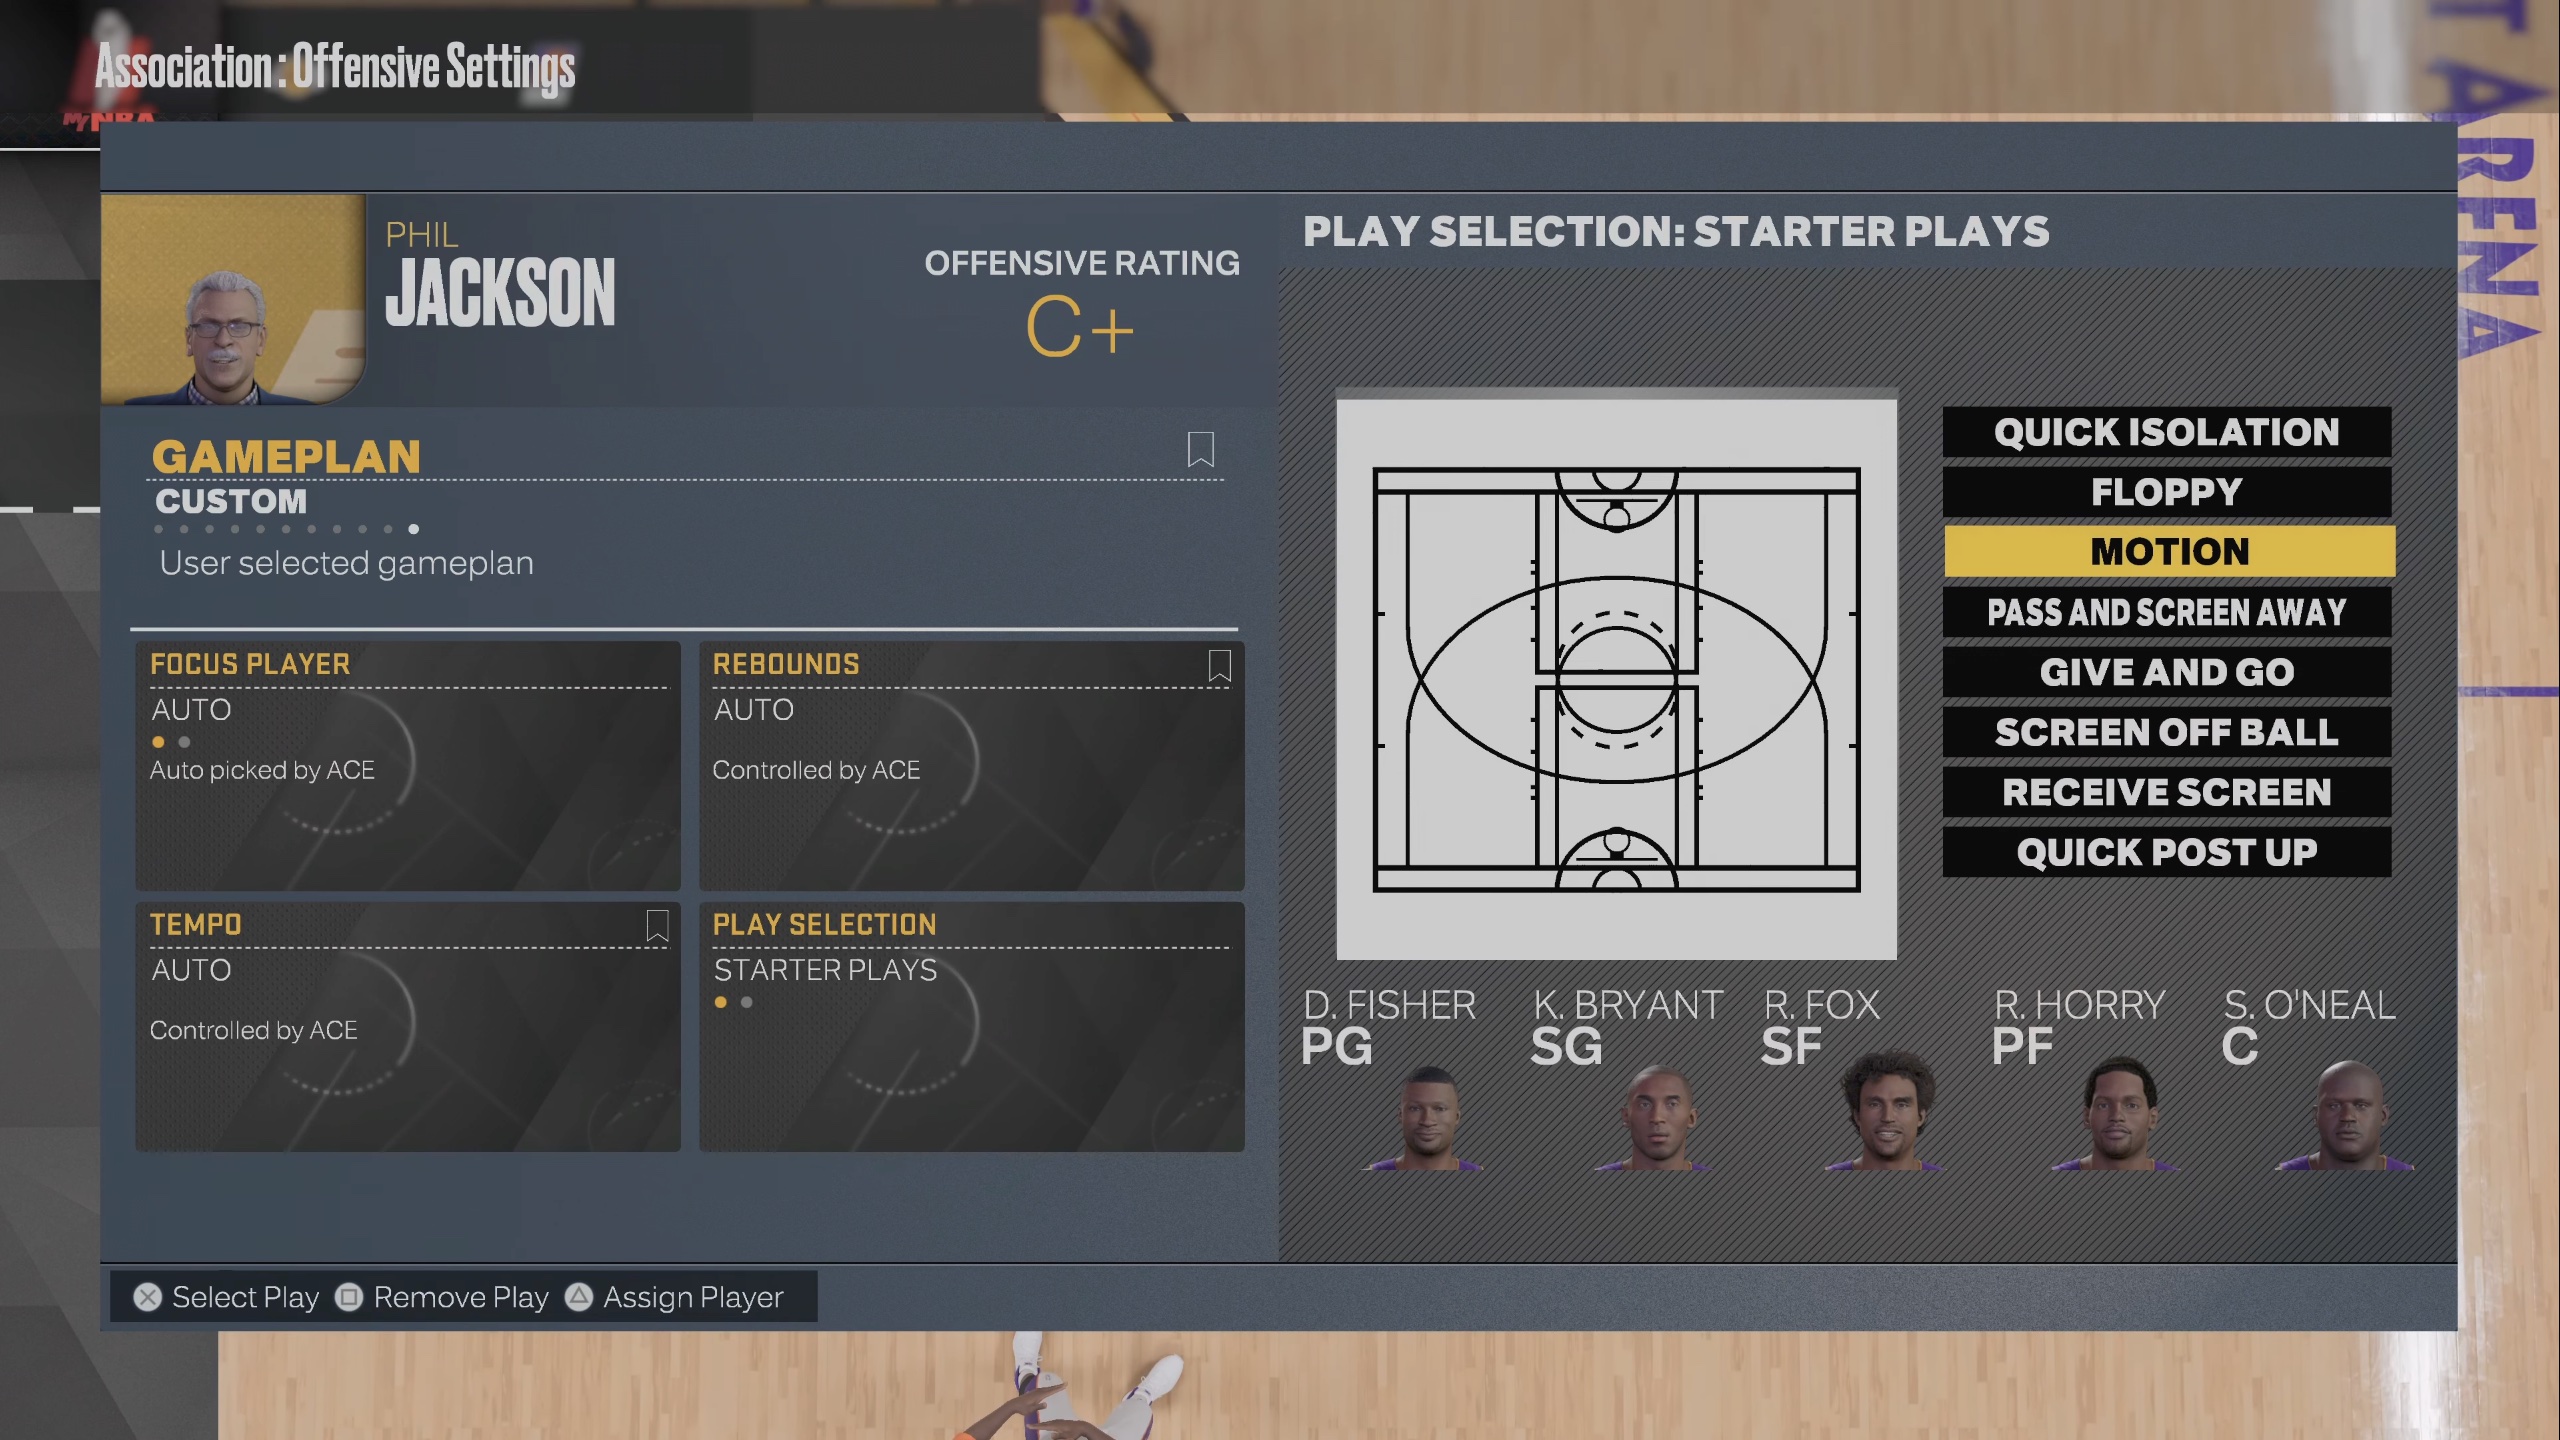 Association : Offensive Settings
MyNBA
PHIL
JACKSON
OFFENSIVE RATING
C+
GAMEPLAN
CUSTOM
User selected gameplan
FOCUS PLAYER
AUTO
Auto picked by ACE
REBOUNDS
AUTO
Controlled by ACE
TEMPO
AUTO
Controlled by ACE
PLAY SELECTION
STARTER PLAYS
PLAY SELECTION: STARTER PLAYS
QUICK ISOLATION
FLOPPY
MOTION
PASS AND SCREEN AWAY
GIVE AND GO
SCREEN OFF BALL
RECEIVE SCREEN
QUICK POST UP
D. FISHER
PG
K. BRYANT
SG
R. FOX
SF
R. HORRY
PF
S. O'NEAL
C
Select Play
Remove Play
Assign Player
ARENA